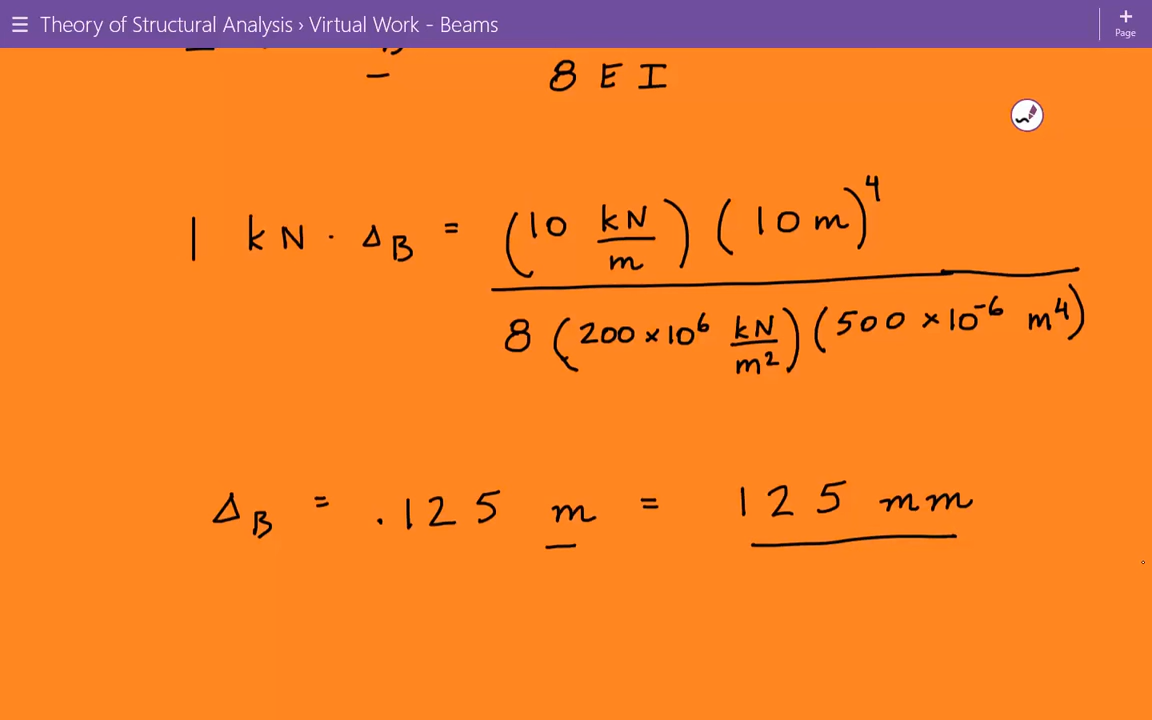 Theory of Structural Analysis › Virtual Work - Beams
Page
B
8 E I
1 kN · Δ_B = (10 kN/m) (10 m)^4
8 (200 × 10^6 kN/m^2) (500 × 10^-6 m^4)
Δ_B = .125 m = 125 mm